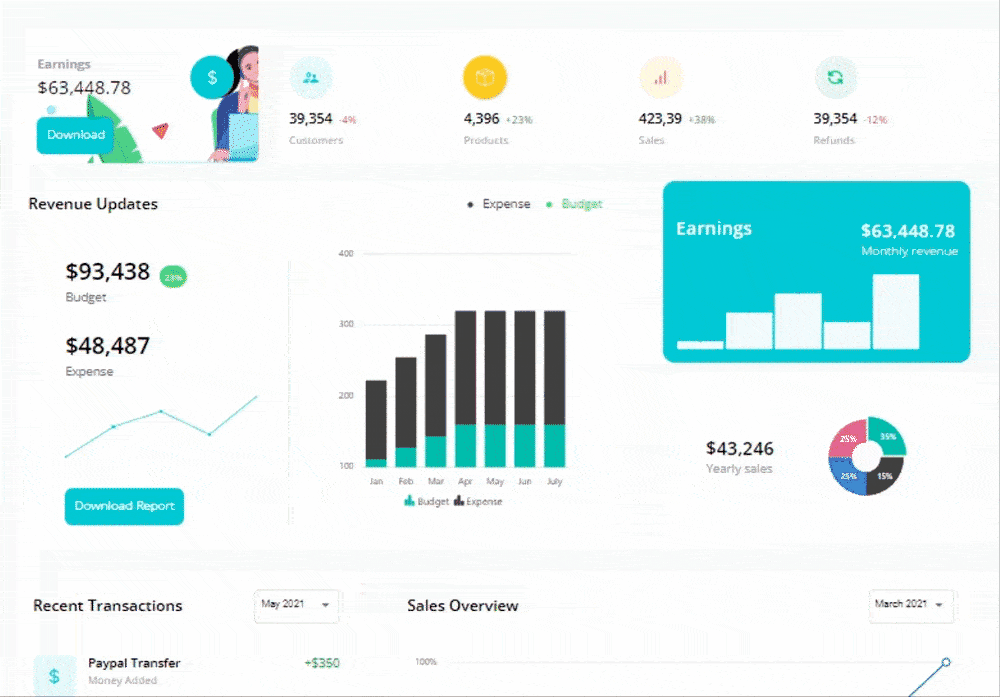 Earnings
$63,448.78
$
Download
39,354 -4%
Customers
4,396 +23%
Products
423,39 +38%
Sales
39,354 -12%
Refunds
Revenue Updates
Expense Budget
$93,438 23%
Budget
$48,487
Expense
Download Report
400
300
200
100
Jan Feb Mar Apr May Jun July
Budget Expense
Earnings
$63,448.78
Monthly revenue
$43,246
Yearly sales
25% 35%
25% 15%
Recent Transactions
May 2021
Paypal Transfer +$350
$
Money Added
Sales Overview
March 2021
100%